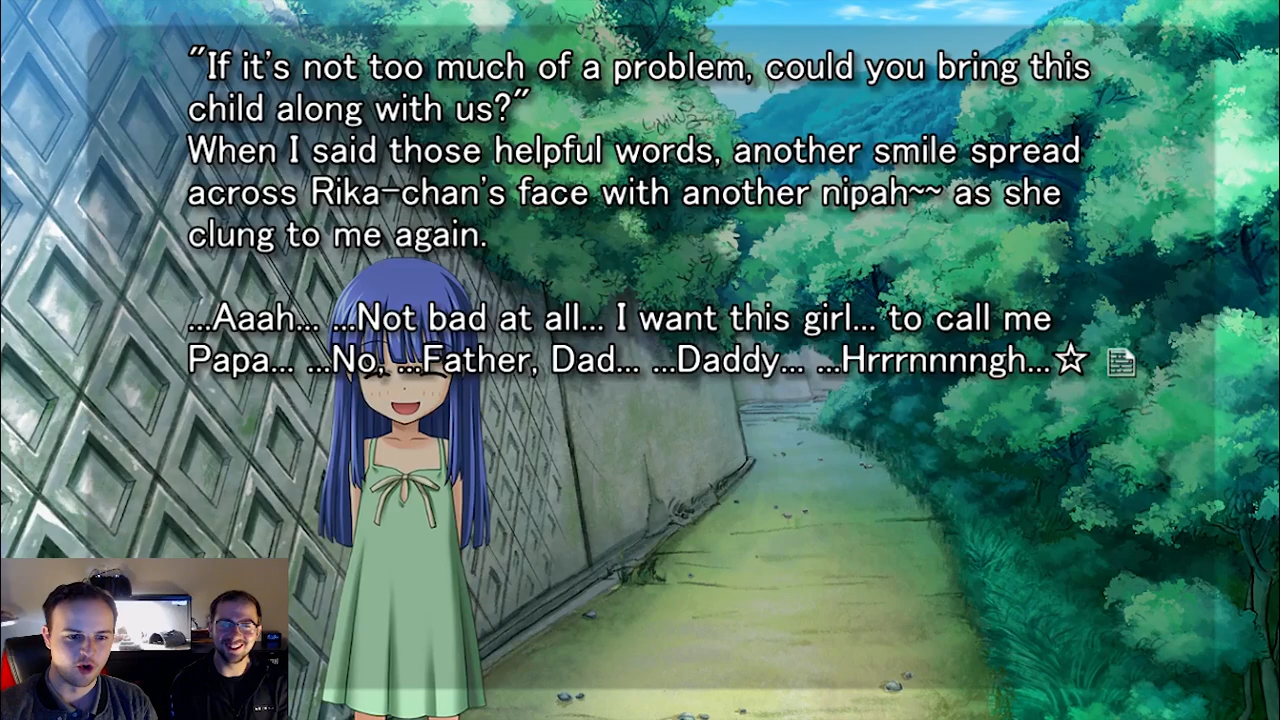 "If it's not too much of a problem, could you bring this
child along with us?"
When I said those helpful words, another smile spread
across Rika-chan's face with another nipah~~ as she
clung to me again.
...Aaah... ...Not bad at all... I want this girl... to call me
Papa... ...No, ...Father, Dad... ...Daddy... ...Hrrrnnnngh...☆